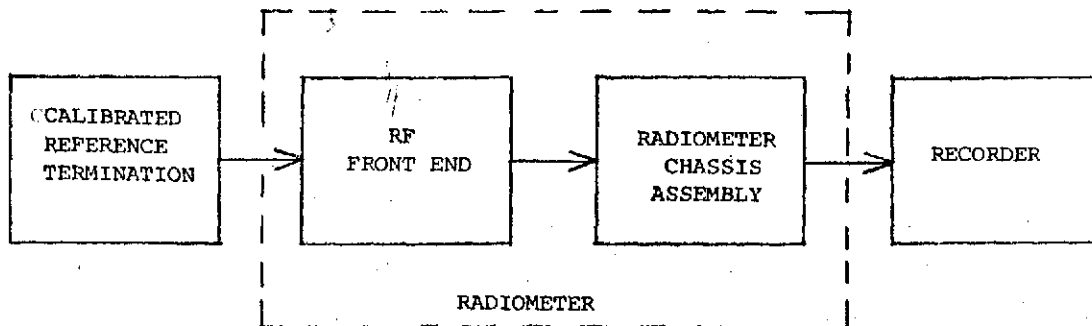 CALIBRATED
REFERENCE
TERMINATION
RF
FRONT END
RADIOMETER
CHASSIS
ASSEMBLY
RECORDER
RADIOMETER